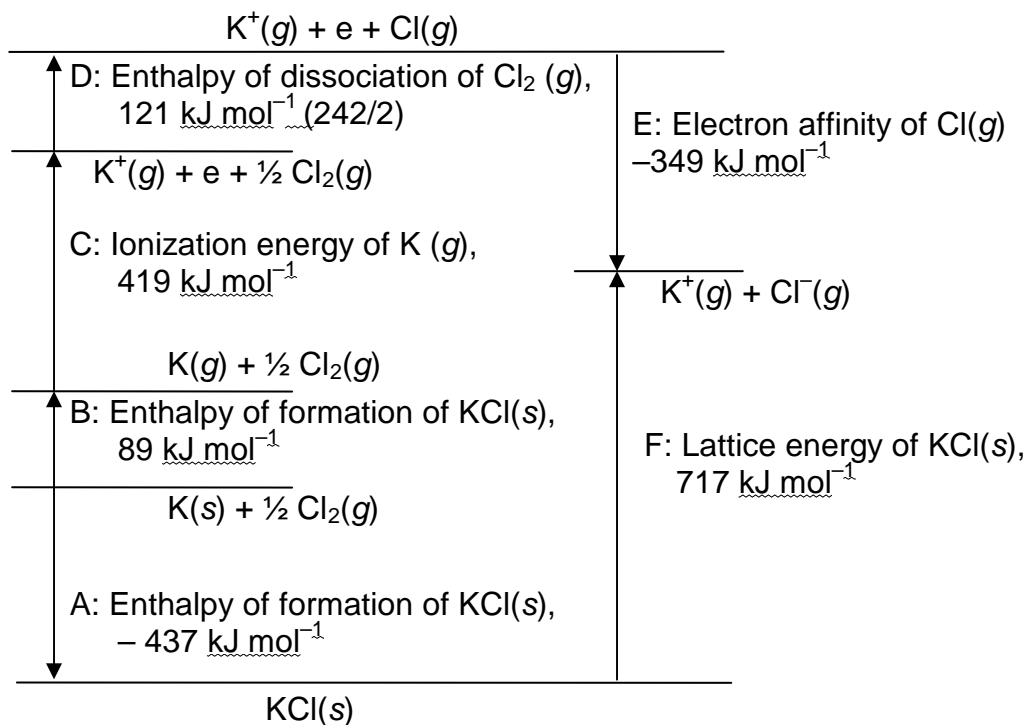 K⁺(g) + e + Cl(g)
D: Enthalpy of dissociation of Cl₂ (g),
121 kJ mol⁻¹ (242/2)
E: Electron affinity of Cl(g)
–349 kJ mol⁻¹
K⁺(g) + e + ½ Cl₂(g)
C: Ionization energy of K (g),
419 kJ mol⁻¹
K⁺(g) + Cl⁻(g)
K(g) + ½ Cl₂(g)
B: Enthalpy of formation of KCl(s),
89 kJ mol⁻¹
F: Lattice energy of KCl(s),
717 kJ mol⁻¹
K(s) + ½ Cl₂(g)
A: Enthalpy of formation of KCl(s),
– 437 kJ mol⁻¹
KCl(s)